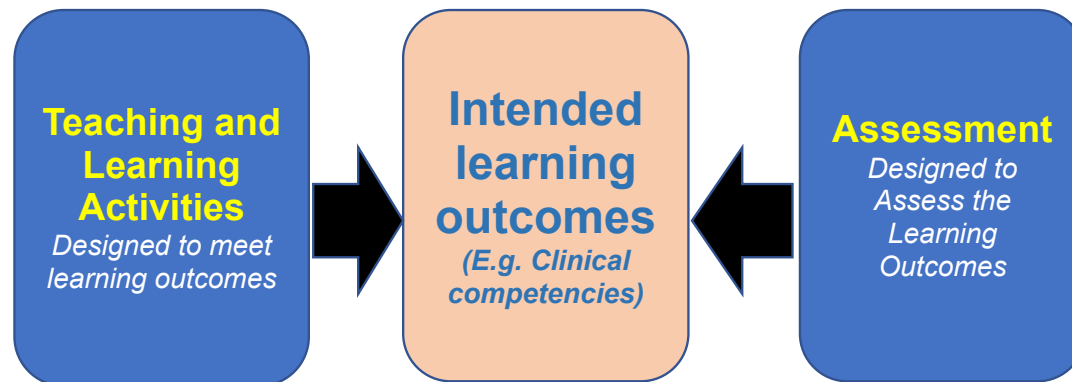 Teaching and
Learning
Activities
Designed to meet
learning outcomes
Intended
learning
outcomes
(E.g. Clinical
competencies)
Assessment
Designed to
Assess the
Learning
Outcomes